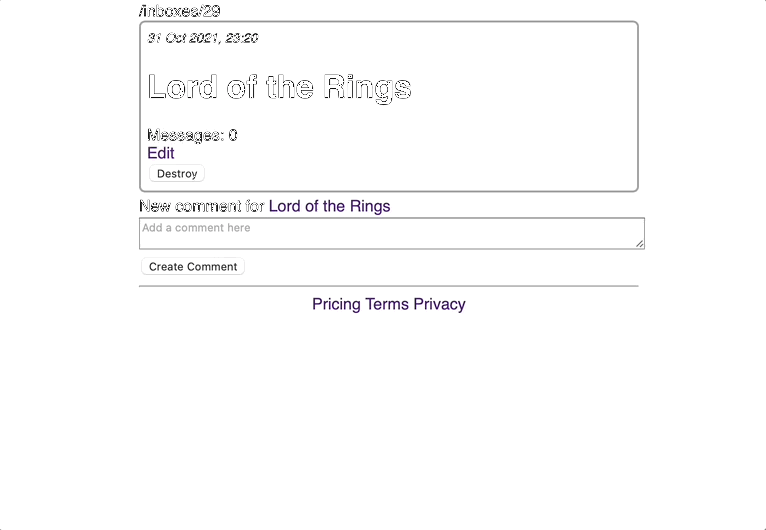 /inboxes/29
31 Oct 2021, 23:20
Lord of the Rings
Messages: 0
Edit
Destroy
New comment for Lord of the Rings
Add a comment here
Create Comment
Pricing Terms Privacy